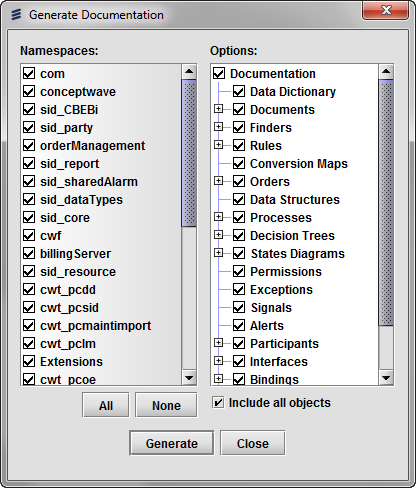 Generate Documentation
Namespaces:
com
conceptwave
sid_CBEBi
sid_party
orderManagement
sid_report
sid_sharedAlarm
sid_dataTypes
sid_core
cwf
billingServer
sid_resource
cwt_pcdd
cwt_pcsid
cwt_pcmaintimport
cwt_pclm
Extensions
cwt_pcoe
All
None
Options:
Documentation
Data Dictionary
Documents
Finders
Rules
Conversion Maps
Orders
Data Structures
Processes
Decision Trees
States Diagrams
Permissions
Exceptions
Signals
Alerts
Participants
Interfaces
Bindings
Include all objects
Generate
Close